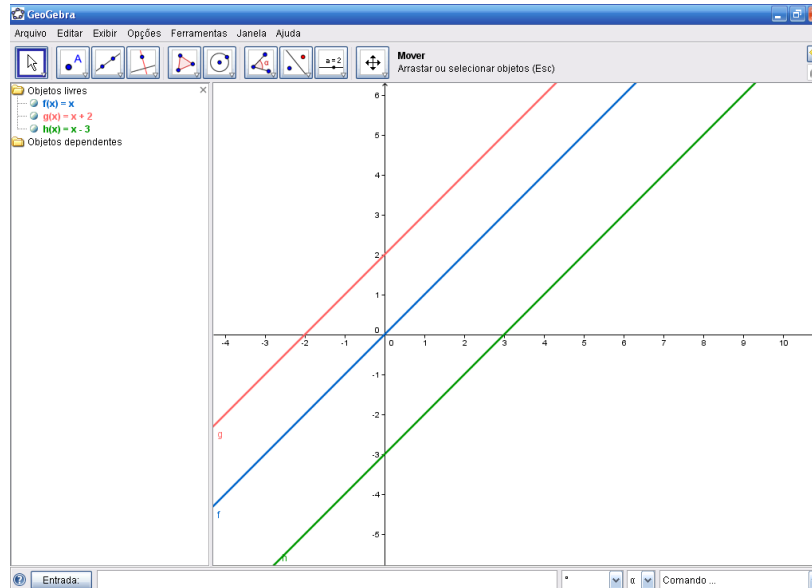 GeoGebra
Arquivo Editar Exibir Opções Ferramentas Janela Ajuda
A
α
a=2
Mover
Arrastar ou selecionar objetos (Esc)
Objetos livres
f(x) = x
g(x) = x + 2
h(x) = x - 3
Objetos dependentes
6
5
4
3
2
1
0
-4 -3 -2 -1 0 1 2 3 4 5 6 7 8 9 10
-1
-2
-3
-4
-5
g
f
h
Entrada:
°
α
Comando ...